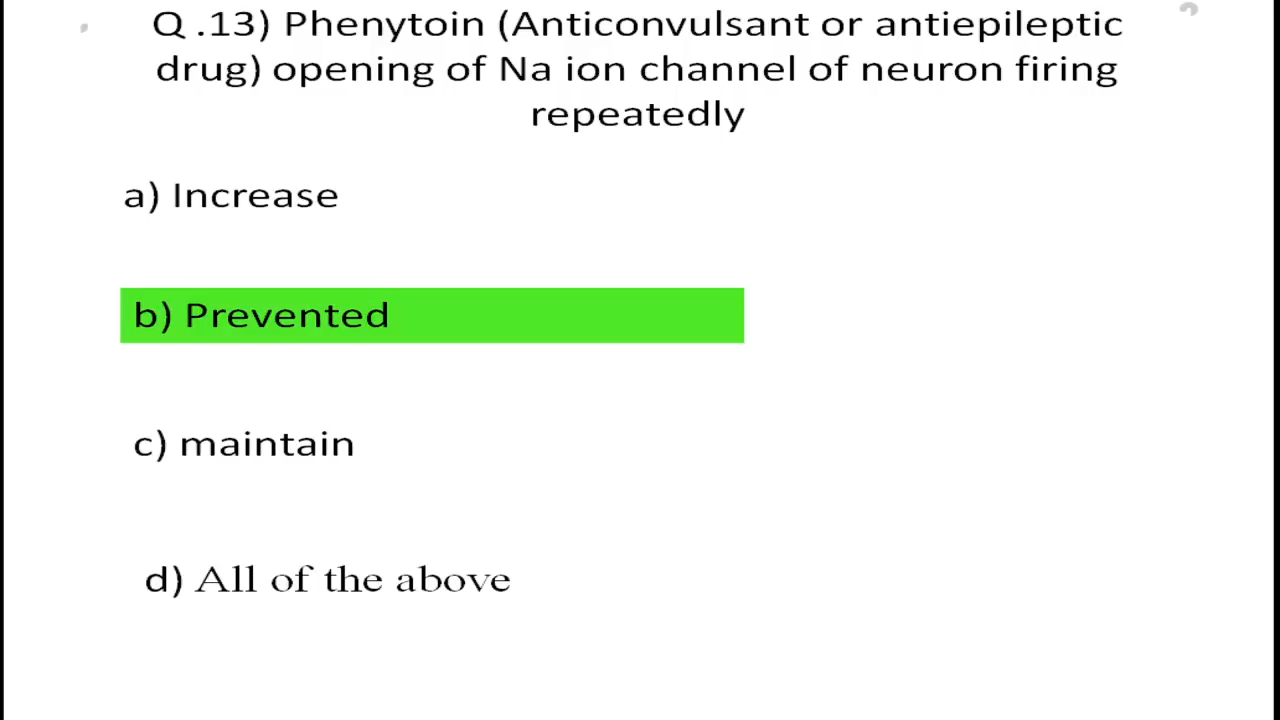 Q .13) Phenytoin (Anticonvulsant or antiepileptic
drug) opening of Na ion channel of neuron firing
repeatedly
a) Increase
b) Prevented
c) maintain
d) All of the above